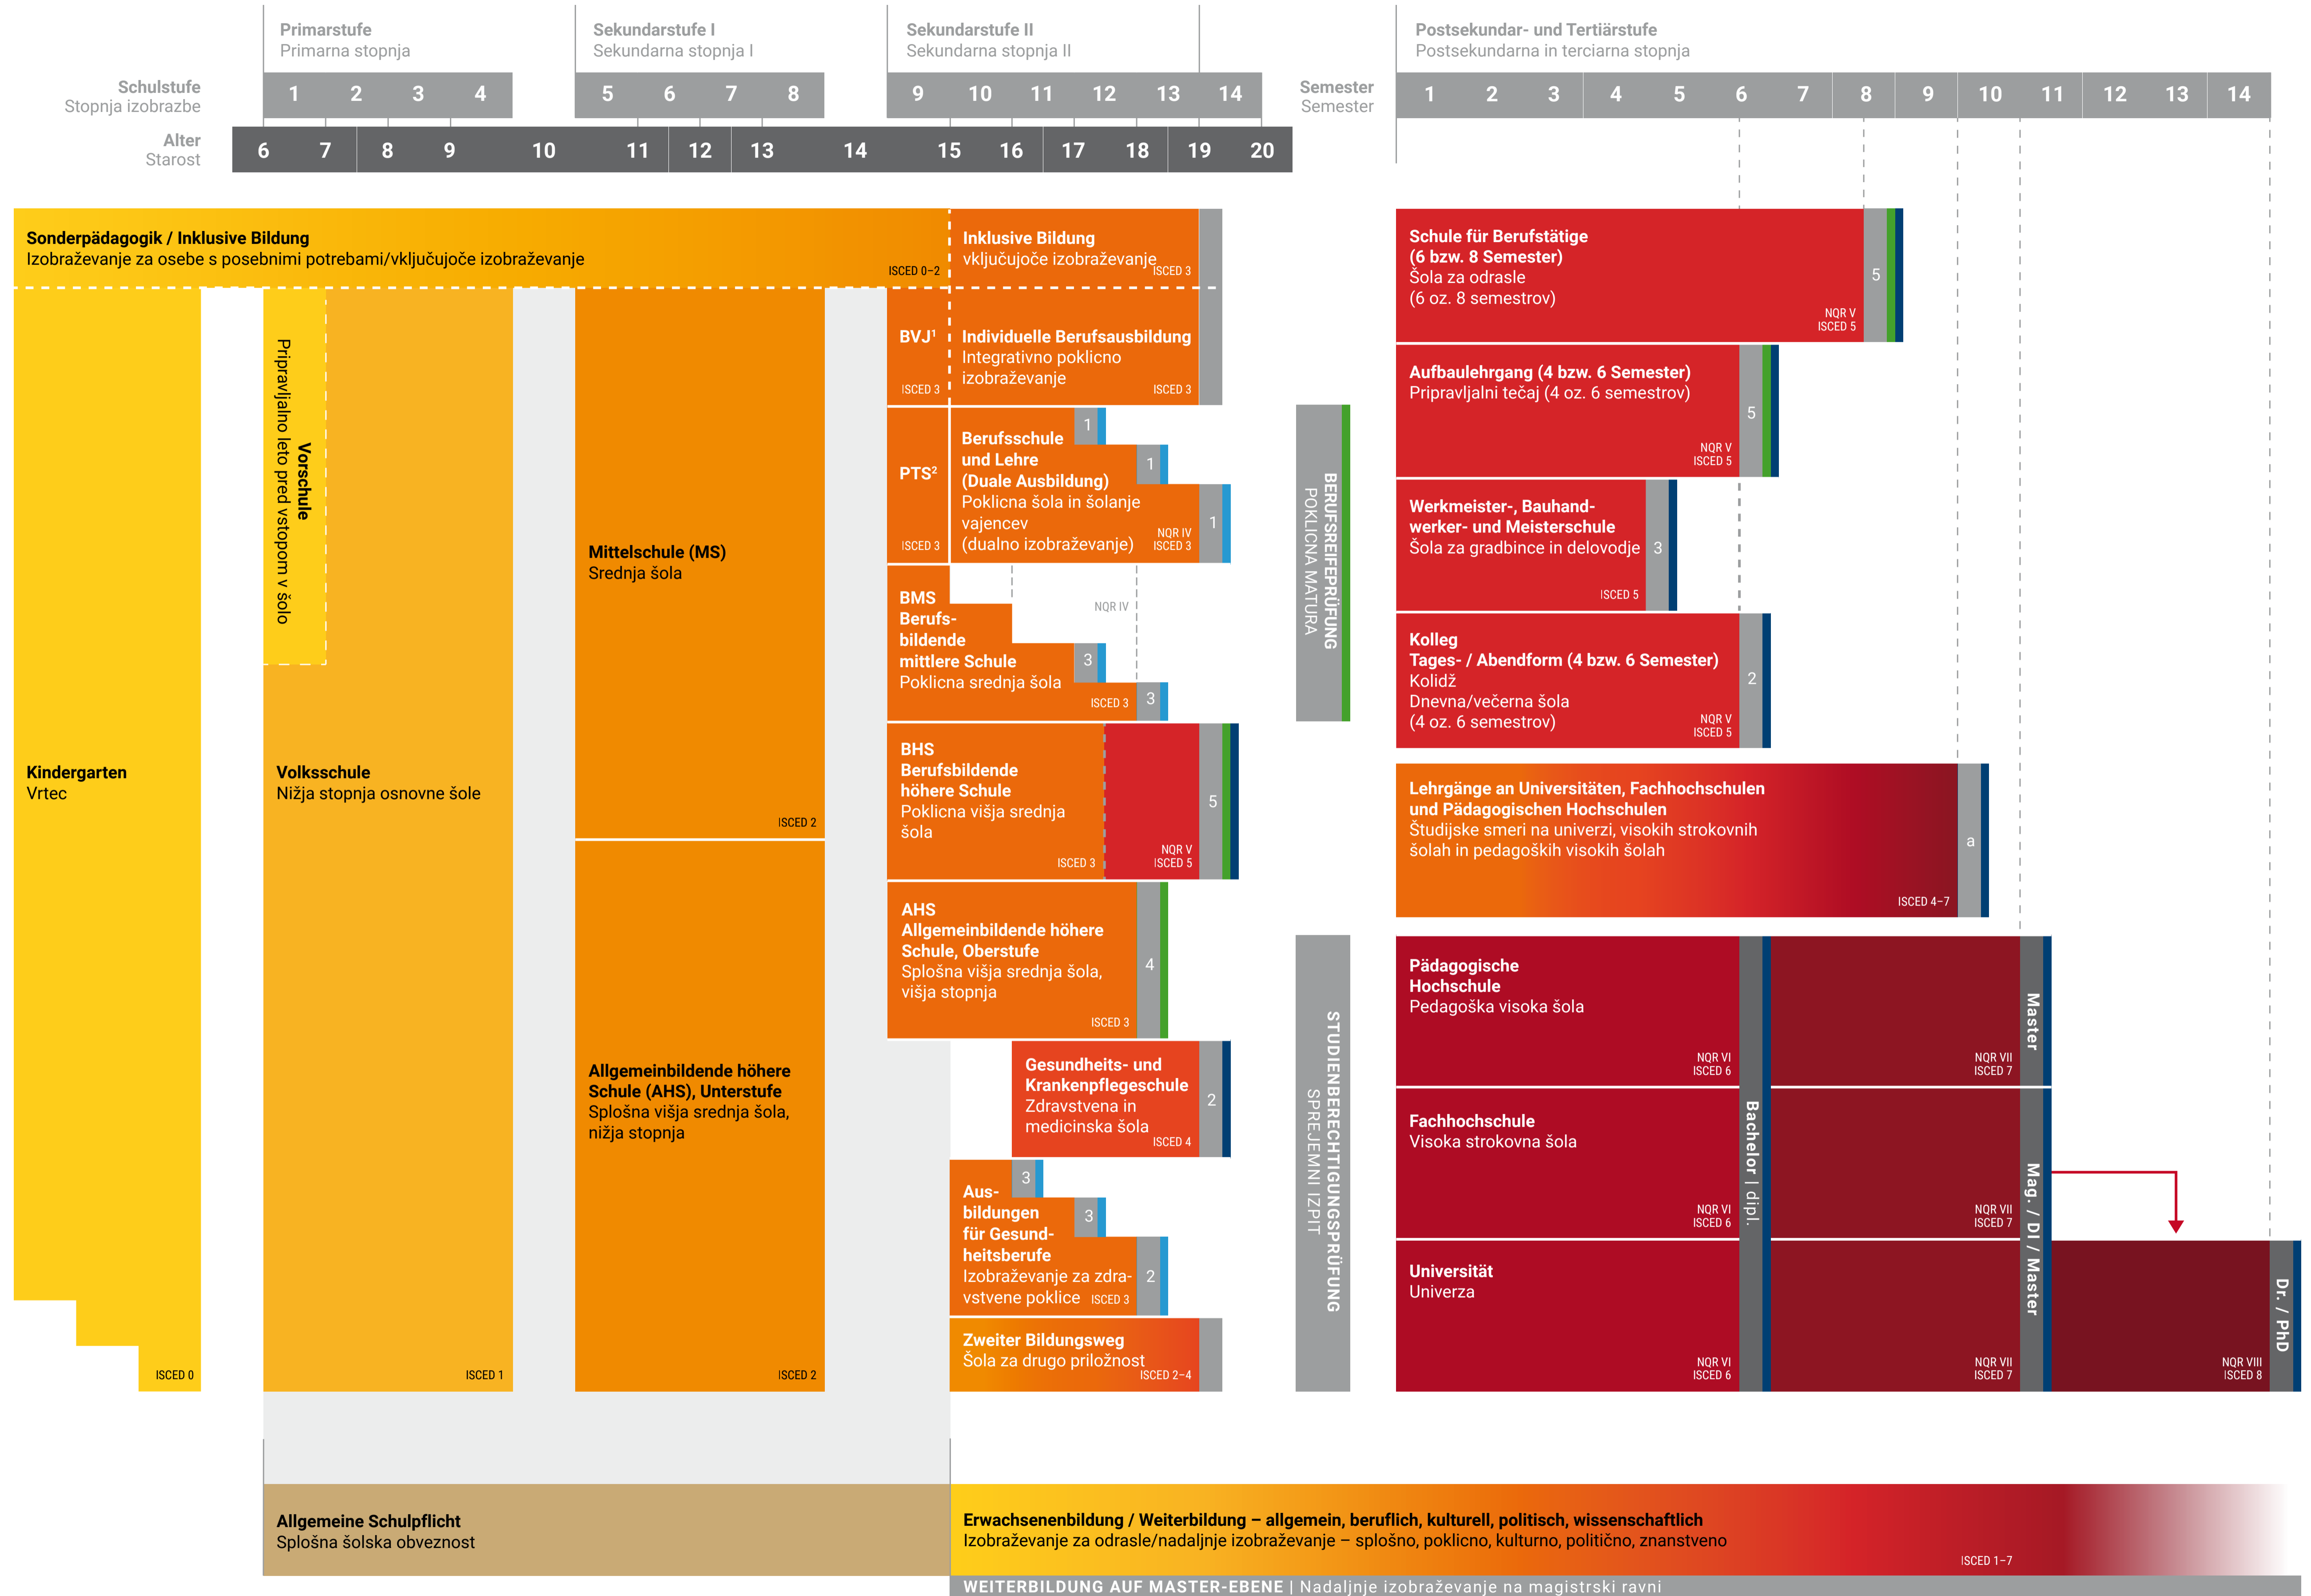 Primarstufe
Primarna stopnja
Sekundarstufe I
Sekundarna stopnja I
Sekundarstufe II
Sekundarna stopnja II
Postsekundar- und Tertiärstufe
Postsekundarna in terciarna stopnja
Schulstufe
Stopnja izobrazbe
1 2 3 4 5 6 7 8 9 10 11 12 13 14
Semester
Semester
1 2 3 4 5 6 7 8 9 10 11 12 13 14
Alter
Starost
6 7 8 9 10 11 12 13 14 15 16 17 18 19 20
Sonderpädagogik / Inklusive Bildung
Izobraževanje za osebe s posebnimi potrebami/vključujoče izobraževanje
ISCED 0–2
Inklusive Bildung
vključujoče izobraževanje
ISCED 3
Kindergarten
Vrtec
ISCED 0
Vorschule
Pripravljalno leto pred vstopom v šolo
Volksschule
Nižja stopnja osnovne šole
ISCED 1
Mittelschule (MS)
Srednja šola
ISCED 2
Allgemeinbildende höhere
Schule (AHS), Unterstufe
Splošna višja srednja šola,
nižja stopnja
ISCED 2
BVJ¹
ISCED 3
Individuelle Berufsausbildung
Integrativno poklicno
izobraževanje
ISCED 3
PTS²
ISCED 3
Berufsschule
und Lehre
(Duale Ausbildung)
Poklicna šola in šolanje
vajencev
(dualno izobraževanje)
NQR IV
ISCED 3
1
1
1
BMS
Berufs-
bildende
mittlere Schule
Poklicna srednja šola
ISCED 3
NQR IV
3
3
BHS
Berufsbildende
höhere Schule
Poklicna višja srednja
šola
ISCED 3
NQR V
ISCED 5
5
AHS
Allgemeinbildende höhere
Schule, Oberstufe
Splošna višja srednja šola,
višja stopnja
ISCED 3
4
Gesundheits- und
Krankenpflegeschule
Zdravstvena in
medicinska šola
ISCED 4
2
Aus-
bildungen
für Gesund-
heitsberufe
Izobraževanje za zdra-
vstvene poklice
ISCED 3
3
3
2
Zweiter Bildungsweg
Šola za drugo priložnost
ISCED 2–4
BERUFSREIFEPRÜFUNG
POKLICNA MATURA
STUDIENBERECHTIGUNGSPRÜFUNG
SPREJEMNI IZPIT
Schule für Berufstätige
(6 bzw. 8 Semester)
Šola za odrasle
(6 oz. 8 semestrov)
NQR V
ISCED 5
5
Aufbaulehrgang (4 bzw. 6 Semester)
Pripravljalni tečaj (4 oz. 6 semestrov)
NQR V
ISCED 5
5
Werkmeister-, Bauhand-
werker- und Meisterschule
Šola za gradbince in delovodje
ISCED 5
3
Kolleg
Tages- / Abendform (4 bzw. 6 Semester)
Kolidž
Dnevna/večerna šola
(4 oz. 6 semestrov)
NQR V
ISCED 5
2
Lehrgänge an Universitäten, Fachhochschulen
und Pädagogischen Hochschulen
Študijske smeri na univerzi, visokih strokovnih
šolah in pedagoških visokih šolah
ISCED 4–7
a
Pädagogische
Hochschule
Pedagoška visoka šola
NQR VI
ISCED 6
NQR VII
ISCED 7
Master
Fachhochschule
Visoka strokovna šola
NQR VI
ISCED 6
NQR VII
ISCED 7
Bachelor | dipl.
Mag. / DI / Master
Universität
Univerza
NQR VI
ISCED 6
NQR VII
ISCED 7
NQR VIII
ISCED 8
Dr. / PhD
Allgemeine Schulpflicht
Splošna šolska obveznost
Erwachsenenbildung / Weiterbildung – allgemein, beruflich, kulturell, politisch, wissenschaftlich
Izobraževanje za odrasle/nadaljnje izobraževanje – splošno, poklicno, kulturno, politično, znanstveno
ISCED 1–7
WEITERBILDUNG AUF MASTER-EBENE | Nadaljnje izobraževanje na magistrski ravni